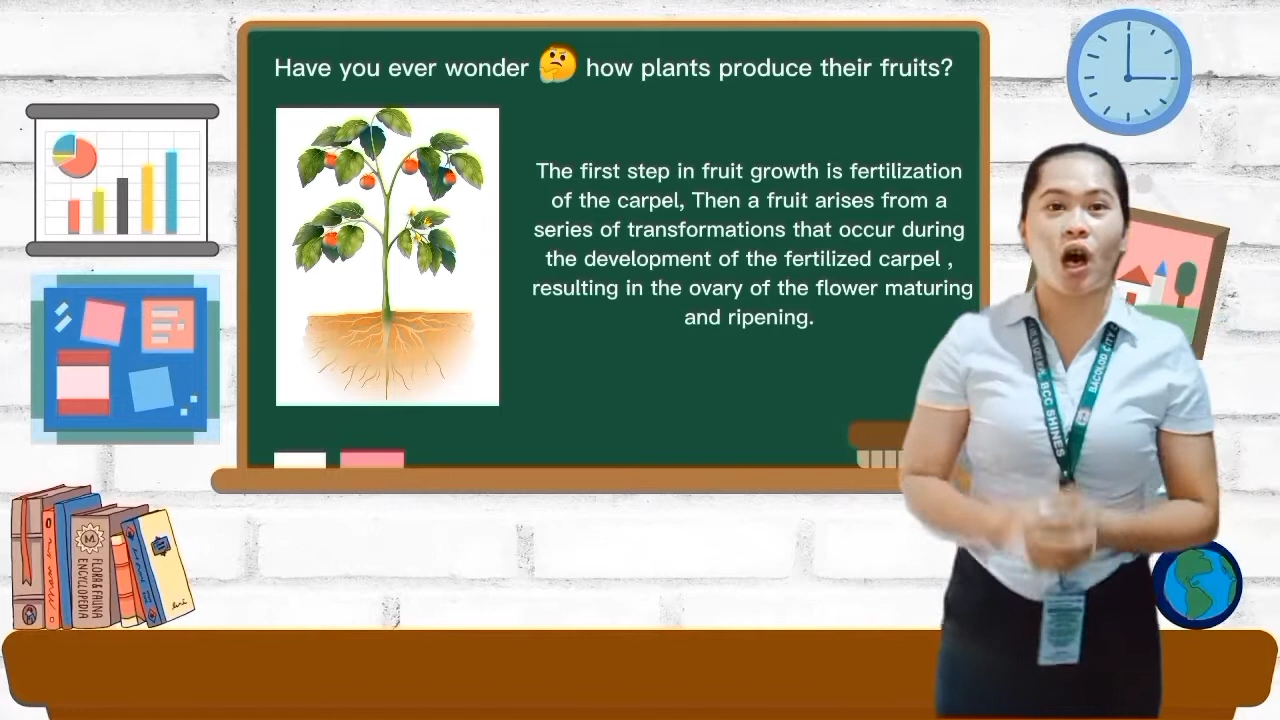 Have you ever wonder 🤔 how plants produce their fruits?
The first step in fruit growth is fertilization
of the carpel, Then a fruit arises from a
series of transformations that occur during
the development of the fertilized carpel ,
resulting in the ovary of the flower maturing
and ripening.
BCG SHINES
BACOLOD CITY
M
FLORA & FAUNA
ENCYCLOPEDIA